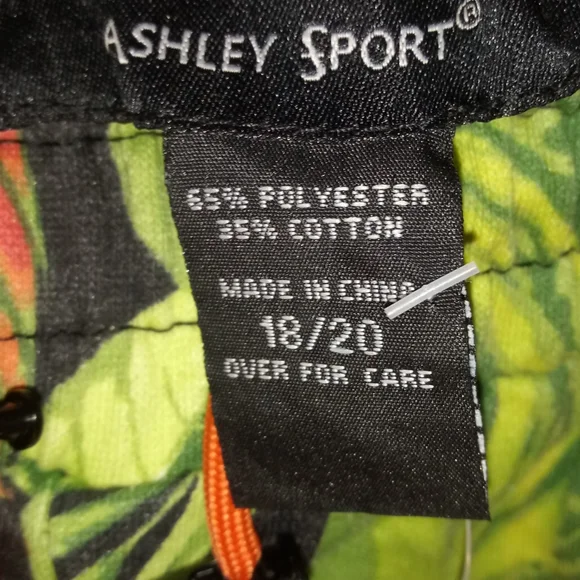 ASHLEY SPORT®
65% POLYESTER
35% COTTON
MADE IN CHINA
18/20
OVER FOR CARE